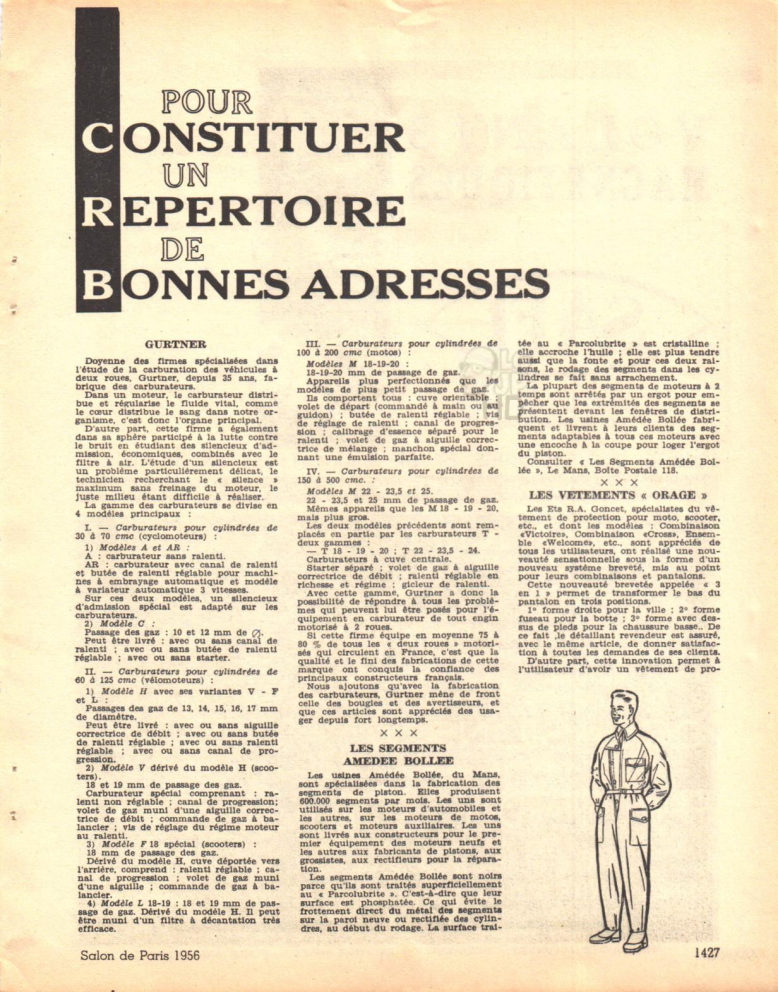 POUR
CONSTITUER
UN
REPERTOIRE
DE
BONNES ADRESSES
GURTNER
Doyenne des firmes spécialisées dans
l'étude de la carburation des véhicules à
deux roues, Gurtner, depuis 35 ans, fa-
brique des carburateurs.
Dans un moteur, le carburateur distri-
bue et régularise le fluide vital, comme
le cœur distribue le sang dans notre or-
ganisme, c'est donc l'organe principal.
D'autre part, cette firme a également
dans sa sphère participé à la lutte contre
le bruit en étudiant des silencieux d'ad-
mission, économiques, combinés avec le
filtre à air. L'étude d'un silencieux est
un problème particulièrement délicat, le
technicien recherchant le « silence »
maximum sans freinage du moteur, le
juste milieu étant difficile à réaliser.
La gamme des carburateurs se divise en
4 modèles principaux :
I. — Carburateurs pour cylindrées de
30 à 70 cmc (cyclomoteurs) :
1) Modèles A et AR :
A : carburateur sans ralenti.
AR : carburateur avec canal de ralenti
et butée de ralenti réglable pour machi-
nes à embrayage automatique et modèle
à variateur automatique 3 vitesses.
Sur ces deux modèles, un silencieux
d'admission spécial est adapté sur les
carburateurs.
2) Modèle C :
Passage des gaz : 10 et 12 mm de ∅.
Peut être livré : avec ou sans canal de
ralenti ; avec ou sans butée de ralenti
réglable ; avec ou sans starter.
II. — Carburateurs pour cylindrées de
60 à 125 cmc (vélomoteurs) :
1) Modèle H avec ses variantes V - F
et L :
Passages des gaz de 13, 14, 15, 16, 17 mm
de diamètre.
Peut être livré : avec ou sans aiguille
correctrice de débit ; avec ou sans butée
de ralenti réglable ; avec ou sans ralenti
réglable ; avec ou sans canal de pro-
gression.
2) Modèle V dérivé du modèle H (scoo-
ters).
18 et 19 mm de passage des gaz.
Carburateur spécial comprenant : ra-
lenti non réglable ; canal de progression;
volet de gaz muni d'une aiguille correc-
trice de débit ; commande de gaz à ba-
lancier ; vis de réglage du régime moteur
au ralenti.
3) Modèle F 18 spécial (scooters) :
18 mm de passage des gaz.
Dérivé du modèle H, cuve déportée vers
l'arrière, comprend : ralenti réglable ; ca-
nal de progression ; volet de gaz muni
d'une aiguille ; commande de gaz à ba-
lancier.
4) Modèle L 18-19 : 18 et 19 mm de pas-
sage de gaz. Dérivé du modèle H. Il peut
être muni d'un filtre à décantation très
efficace.
III. — Carburateurs pour cylindrées de
100 à 200 cmc (motos) :
Modèles M 18-19-20 :
18-19-20 mm de passage de gaz.
Appareils plus perfectionnés que les
modèles de plus petit passage de gaz.
Ils comportent tous : cuve orientable ;
volet de départ (commandé à main ou au
guidon) ; butée de ralenti réglable ; vis
de réglage de ralenti ; canal de progres-
sion ; calibrage d'essence séparé pour le
ralenti ; volet de gaz à aiguille correc-
trice de mélange ; manchon spécial don-
nant une émulsion parfaite.
IV. — Carburateurs pour cylindrées de
150 à 500 cmc. :
Modèles M 22 - 23,5 et 25.
22 - 23,5 et 25 mm de passage de gaz.
Mêmes appareils que les M 18 - 19 - 20,
mais plus gros.
Les deux modèles précédents sont rem-
placés en partie par les carburateurs T -
deux gammes :
— T 18 - 19 - 20 ; T 22 - 23,5 - 24.
Carburateurs à cuve centrale.
Starter séparé ; volet de gaz à aiguille
correctrice de débit ; ralenti réglable en
richesse et régime ; gicleur de ralenti.
Avec cette gamme, Gurtner a donc la
possibilité de répondre à tous les problè-
mes qui peuvent lui être posés pour l'é-
quipement en carburateur de tout engin
motorisé à 2 roues.
Si cette firme équipe en moyenne 75 à
80 % de tous les « deux roues » motori-
sés qui circulent en France, c'est que la
qualité et le fini des fabrications de cette
marque ont conquis la confiance des
principaux constructeurs français.
Nous ajoutons qu'avec la fabrication
des carburateurs, Gurtner mène de front
celle des bougies et des avertisseurs, et
que ces articles sont appréciés des usa-
ger depuis fort longtemps.
× × ×
LES SEGMENTS
AMEDEE BOLLEE
Les usines Amédée Bollée, du Mans,
sont spécialisées dans la fabrication des
segments de piston. Elles produisent
600.000 segments par mois. Les uns sont
utilisés sur les moteurs d'automobiles et
les autres, sur les moteurs de motos,
scooters et moteurs auxiliaires. Les uns
sont livrés aux constructeurs pour le pre-
mier équipement des moteurs neufs et
les autres aux fabricants de pistons, aux
grossistes, aux rectifieurs pour la répara-
tion.
Les segments Amédée Bollée sont noirs
parce qu'ils sont traités superficiellement
au « Parcolubrite ». C'est-à-dire que leur
surface est phosphatée. Ce qui évite le
frottement direct du métal des segments
sur la paroi neuve ou rectifiée des cylin-
dres, au début du rodage. La surface trai-
tée au « Parcolubrite » est cristalline ;
elle accroche l'huile ; elle est plus tendre
aussi que la fonte et pour ces deux rai-
sons, le rodage des segments dans les cy-
lindres se fait sans arrachement.
La plupart des segments de moteurs à 2
temps sont arrêtés par un ergot pour em-
pêcher que les extrémités des segments se
présentent devant les fenêtres de distri-
bution. Les usines Amédée Bollée fabri-
quent et livrent à leurs clients des seg-
ments adaptables à tous ces moteurs avec
une encoche à la coupe pour loger l'ergot
du piston.
Consulter « Les Segments Amédée Bol-
lée », Le Mans, Boîte Postale 118.
× × ×
LES VETEMENTS « ORAGE »
Les Ets R.A. Goncet, spécialistes du vê-
tement de protection pour moto, scooter,
etc., et dont les modèles : Combinaison
«Victoire», Combinaison «Cross», Ensem-
ble «Welcome», etc., sont appréciés de
tous les utilisateurs, ont réalisé une nou-
veauté sensationnelle sous la forme d'un
nouveau système breveté, mis au point
pour leurs combinaisons et pantalons.
Cette nouveauté brevetée appelée « 3
en 1 » permet de transformer le bas du
pantalon en trois positions.
1° forme droite pour la ville ; 2° forme
fuseau pour la botte ; 3° forme avec des-
sus de pieds pour la chaussure basse.. De
ce fait ,le détaillant revendeur est assuré,
avec le même article, de donner satisfac-
tion à toutes les demandes de ses clients.
D'autre part, cette innovation permet à
l'utilisateur d'avoir un vêtement de pro-
Salon de Paris 1956
1427